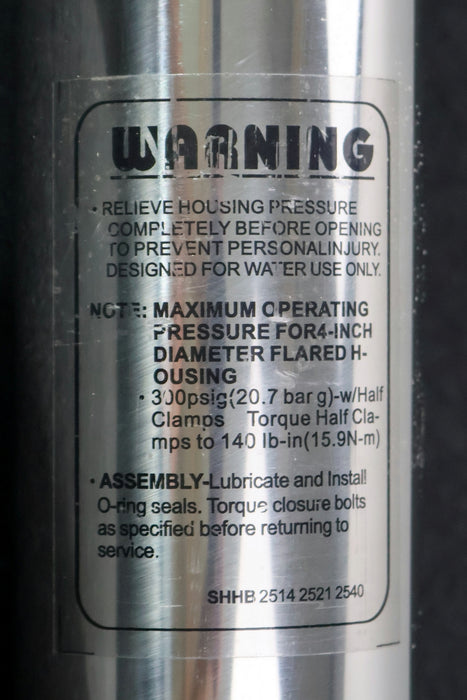 WARNING
• RELIEVE HOUSING PRESSURE
COMPLETELY BEFORE OPENING
TO PREVENT PERSONALINJURY.
DESIGNED FOR WATER USE ONLY.
NOTE: MAXIMUM OPERATING
PRESSURE FOR4-INCH
DIAMETER FLARED H-
OUSING
• 300psig(20.7 bar g)-w/Half
Clamps Torque Half Cla-
mps to 140 lb-in(15.9N-m)
• ASSEMBLY-Lubricate and Install
O-ring seals. Torque closure bolts
as specified before returning to
service.
SHHB 2514 2521 2540